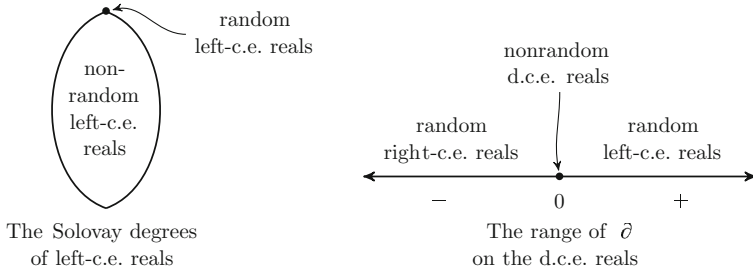 random
left-c.e. reals
non-
random
left-c.e.
reals
The Solovay degrees
of left-c.e. reals
nonrandom
d.c.e. reals
random
right-c.e. reals
random
left-c.e. reals
− 0 +
The range of ∂
on the d.c.e. reals